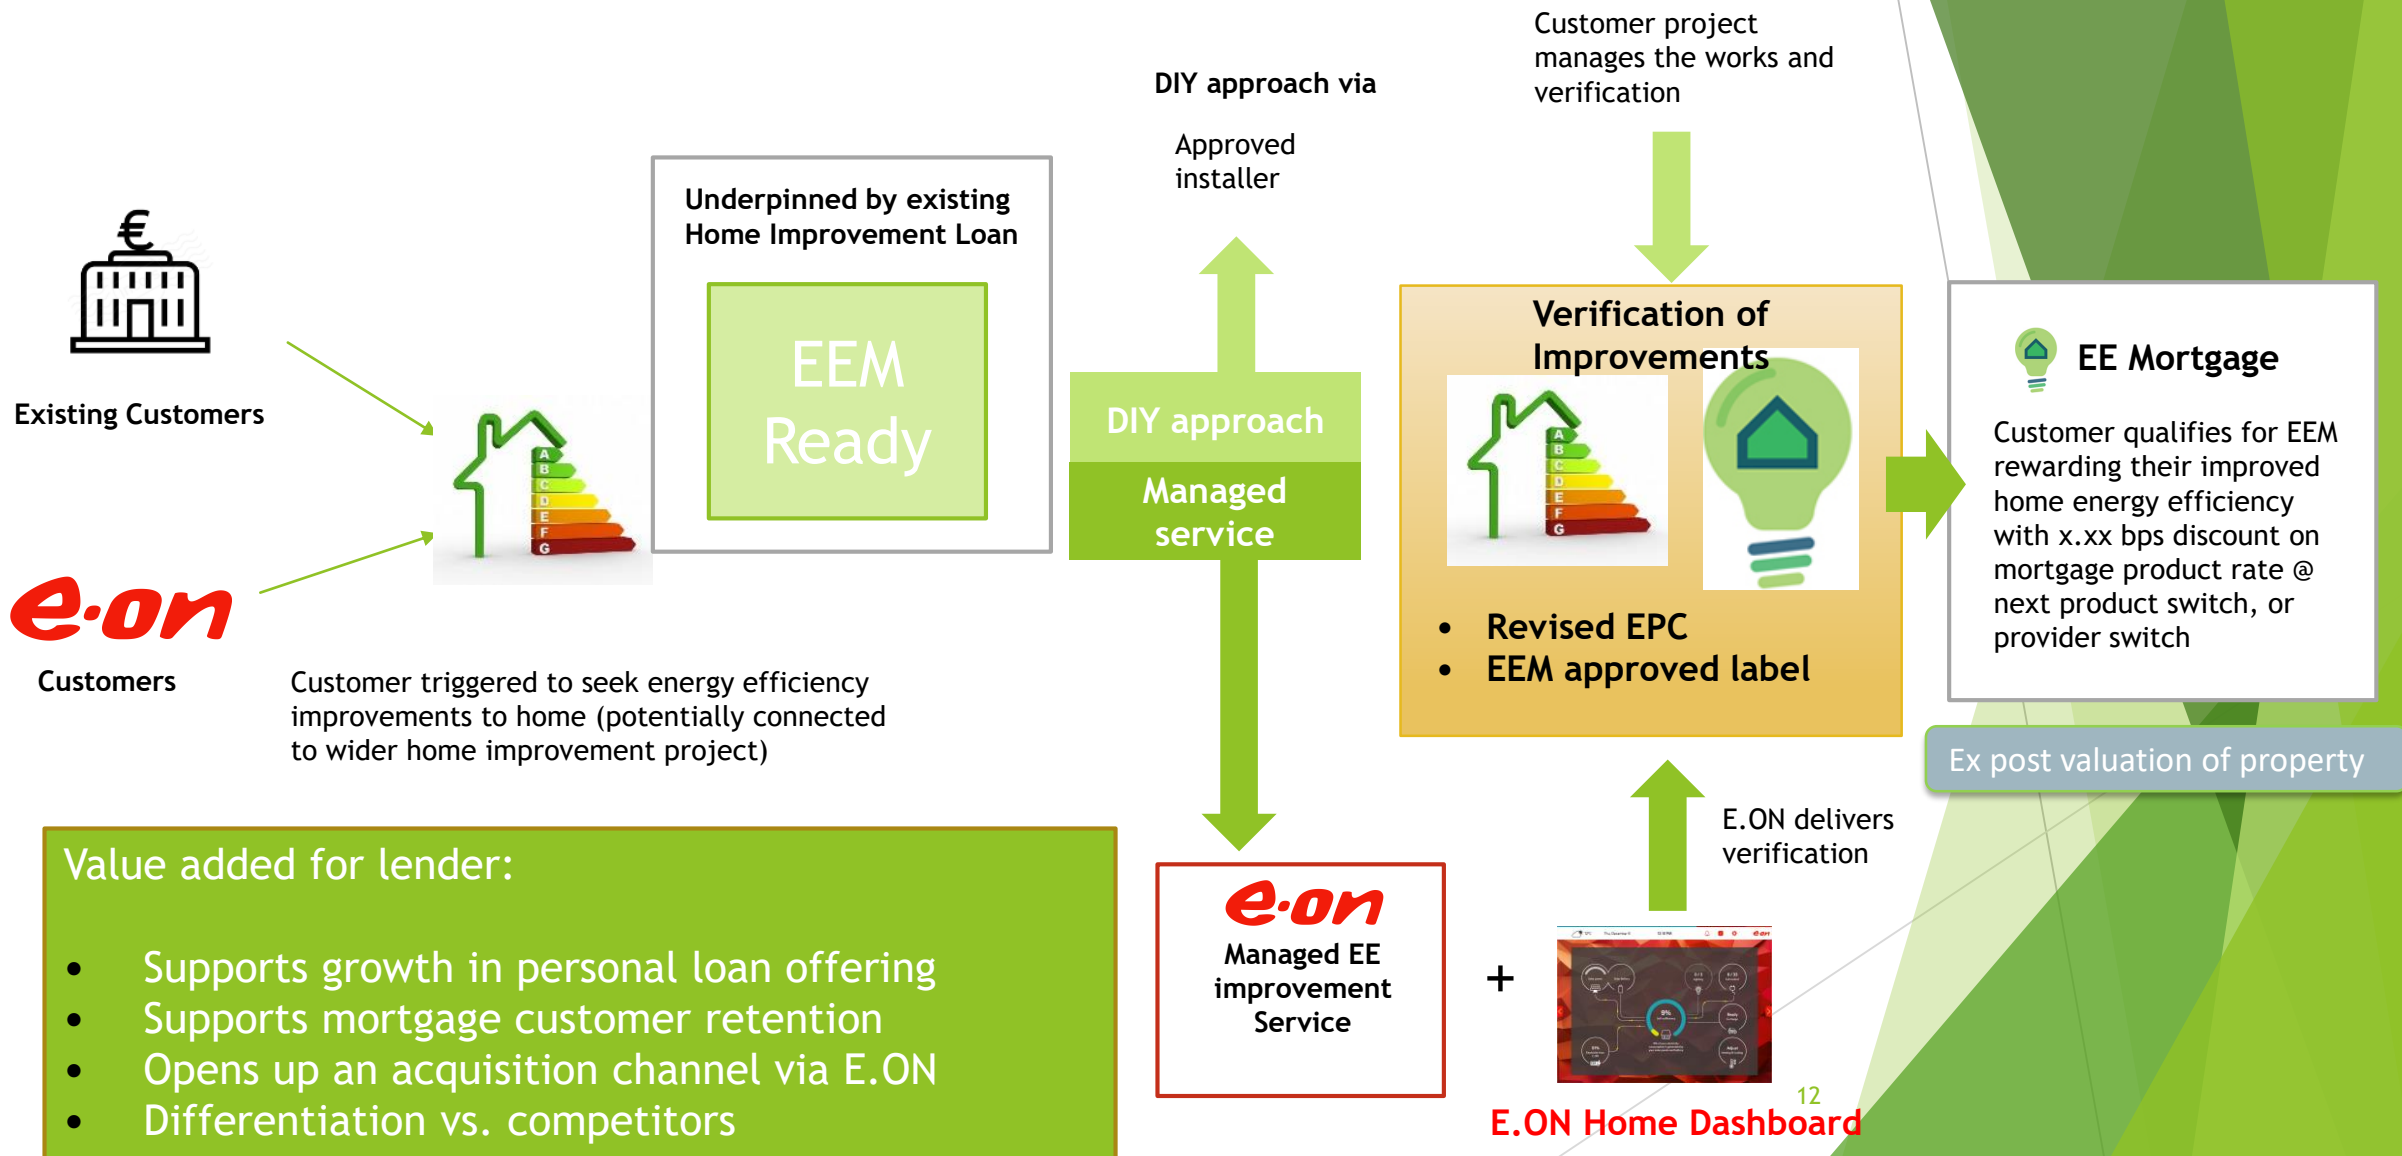 Customer project
manages the works and
verification
DIY approach via
Approved
installer
Underpinned by existing
Home Improvement Loan
EEM
Ready
€
Existing Customers
e·on
Customers
A
B
C
D
E
F
G
Customer triggered to seek energy efficiency
improvements to home (potentially connected
to wider home improvement project)
DIY approach
Managed
service
Verification of
Improvements
A
B
C
D
E
F
G
• Revised EPC
• EEM approved label
EE Mortgage
Customer qualifies for EEM
rewarding their improved
home energy efficiency
with x.xx bps discount on
mortgage product rate @
next product switch, or
provider switch
Ex post valuation of property
E.ON delivers
verification
Value added for lender:
• Supports growth in personal loan offering
• Supports mortgage customer retention
• Opens up an acquisition channel via E.ON
• Differentiation vs. competitors
e·on
Managed EE
improvement
Service
+
e·on
9%
E.ON Home Dashboard
12